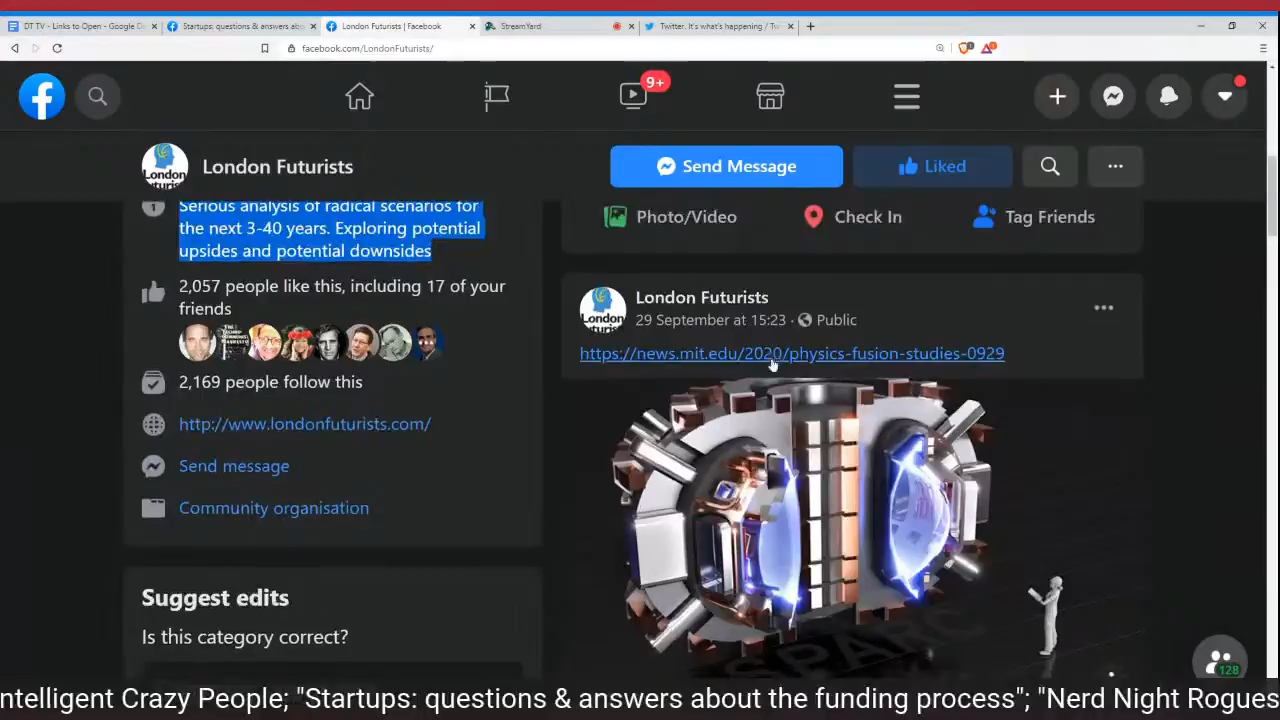 DT TV - Links to Open - Google D
Startups: questions & answers ab
London Futurists | Facebook
StreamYard
Twitter. It's what's happening / Tw
facebook.com/LondonFuturists/
9+
London Futurists
Send Message
Liked
Serious analysis of radical scenarios for
the next 3-40 years. Exploring potential
upsides and potential downsides
2,057 people like this, including 17 of your
friends
2,169 people follow this
http://www.londonfuturists.com/
Send message
Community organisation
Suggest edits
Is this category correct?
Photo/Video
Check In
Tag Friends
London Futurists
29 September at 15:23 · Public
https://news.mit.edu/2020/physics-fusion-studies-0929
SPARC
128
ntelligent Crazy People; "Startups: questions & answers about the funding process"; "Nerd Night Rogues